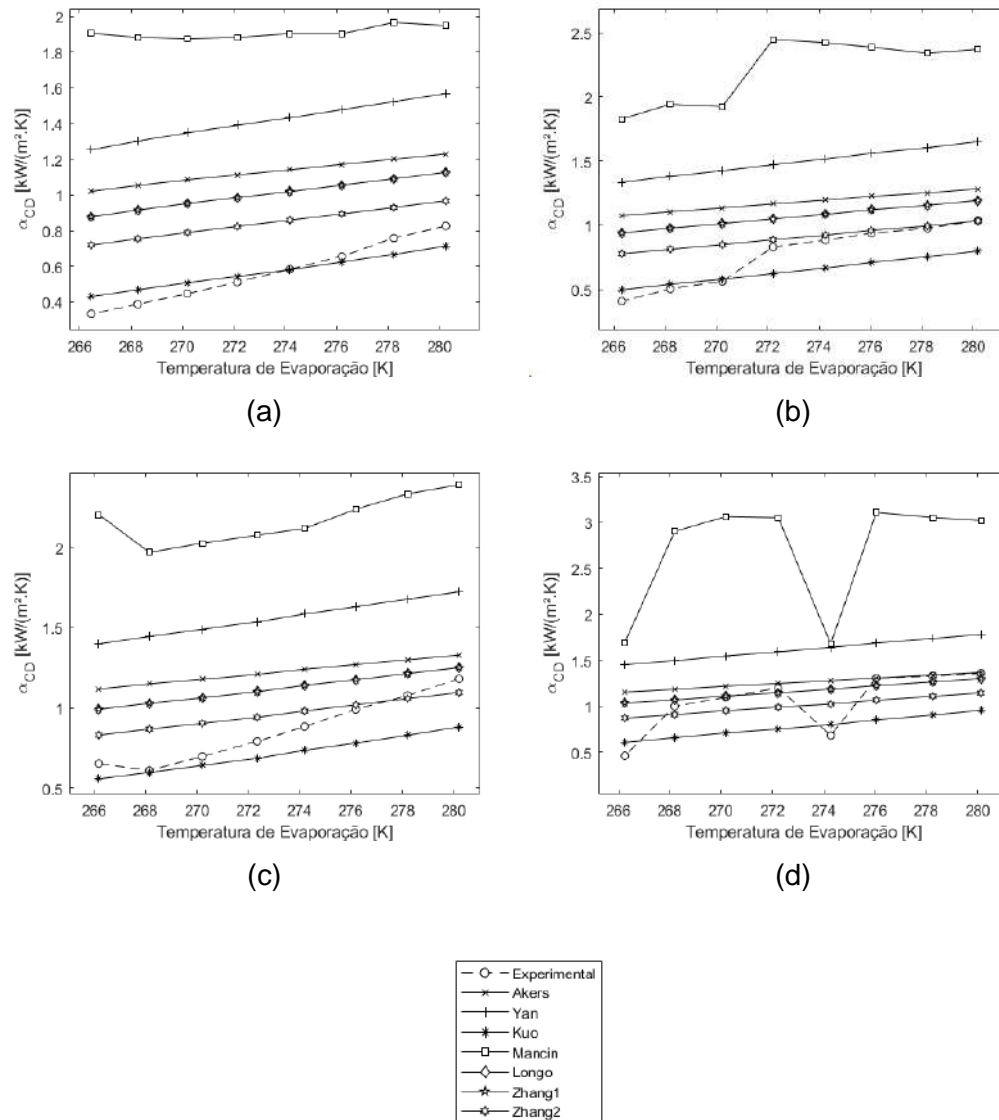 2
1.8
1.6
1.4
1.2
1
0.8
0.6
0.4
α_CD [kW/(m².K)]
266 268 270 272 274 276 278 280
Temperatura de Evaporação [K]
(a)
2.5
2
1.5
1
0.5
α_CD [kW/(m².K)]
266 268 270 272 274 276 278 280
Temperatura de Evaporação [K]
(b)
2
1.5
1
0.5
α_CD [kW/(m².K)]
266 268 270 272 274 276 278 280
Temperatura de Evaporação [K]
(c)
3.5
3
2.5
2
1.5
1
0.5
α_CD [kW/(m².K)]
266 268 270 272 274 276 278 280
Temperatura de Evaporação [K]
(d)
Experimental
Akers
Yan
Kuo
Mancin
Longo
Zhang1
Zhang2